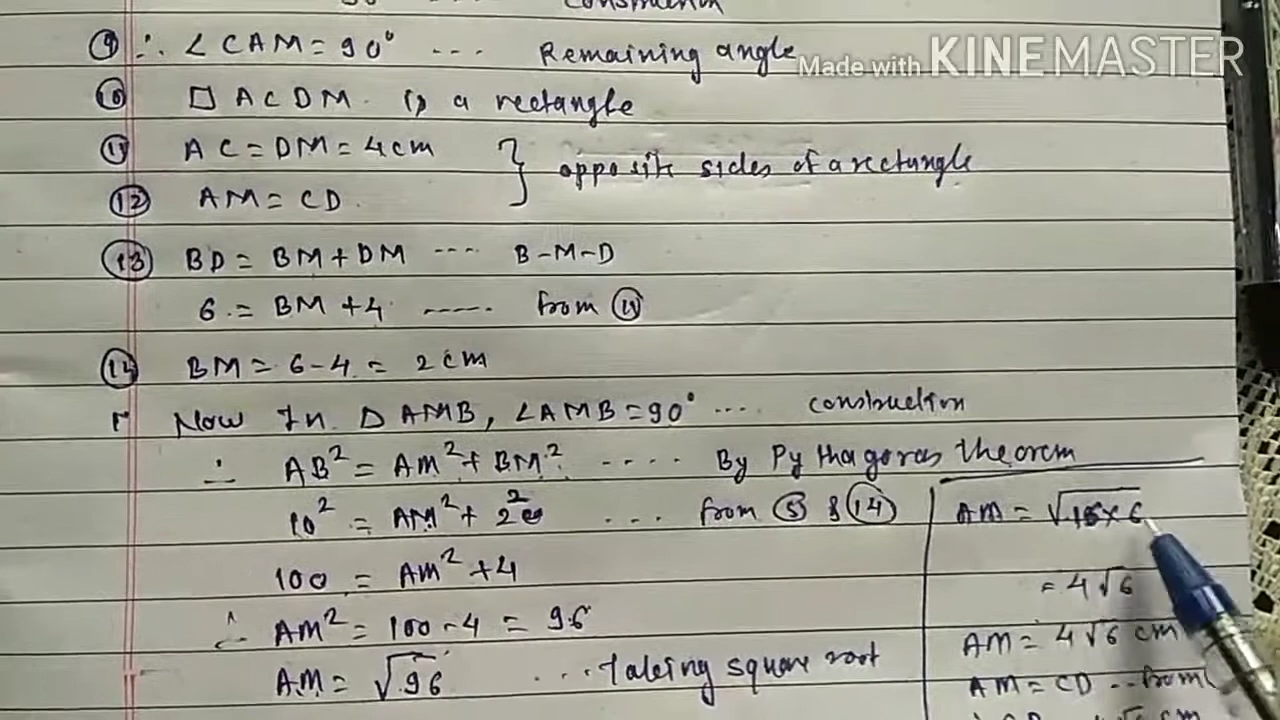 Construction
⑨ ∴ ∠CAM = 90° ... Remaining angle
Made with KINEMASTER
⑩ □ ACDM is a rectangle
⑪ AC = DM = 4cm } opposite sides of a rectangle
⑫ AM = CD
⑬ BD = BM + DM .... B-M-D
6 = BM + 4 ..... from ⑪
⑭ BM = 6 - 4 = 2 cm
Now In Δ AMB, ∠AMB = 90° .... construction
∴ AB² = AM² + BM² ..... By Pythagoras theorem
10² = AM² + 2² ... from ⑤ & ⑭
100 = AM² + 4
∴ AM² = 100 - 4 = 96
AM = √96 ... taking square root
AM = √16×6
= 4√6
AM = 4√6 cm
AM = CD .. from